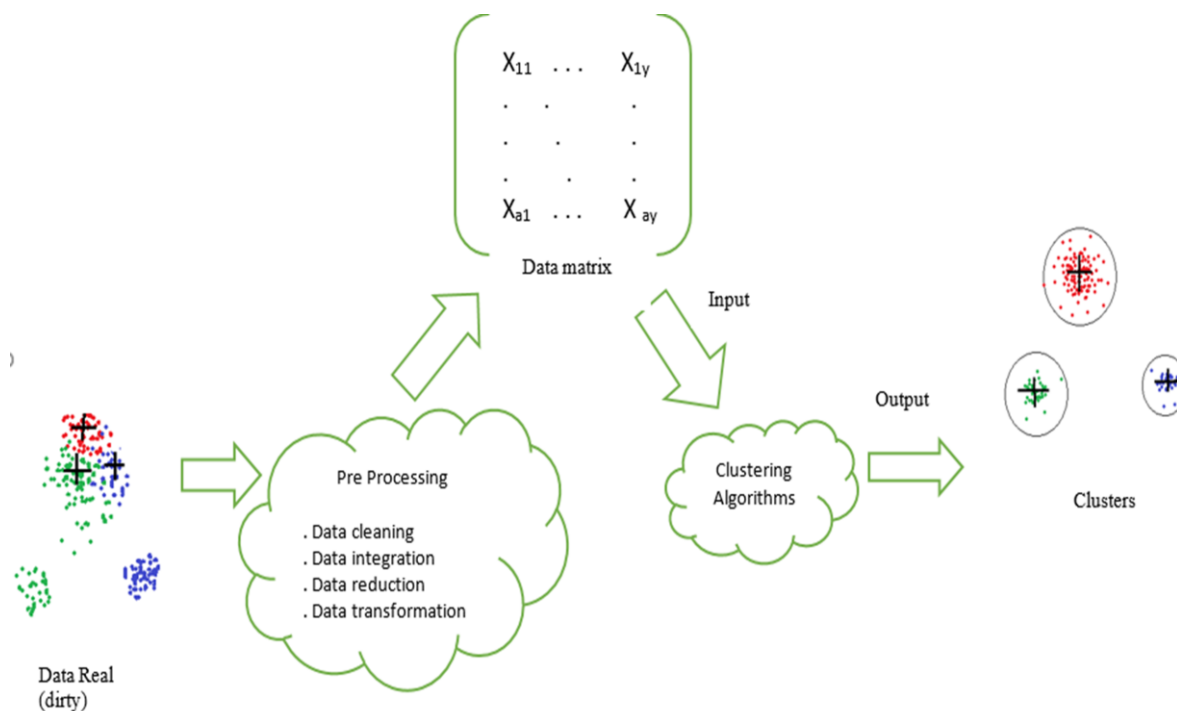 X11 . . . X1y
. . .
. . .
. . .
Xa1 . . . X ay
Data matrix
Input
Output
Pre Processing
. Data cleaning
. Data integration
. Data reduction
. Data transformation
Clustering
Algorithms
Clusters
Data Real
(dirty)